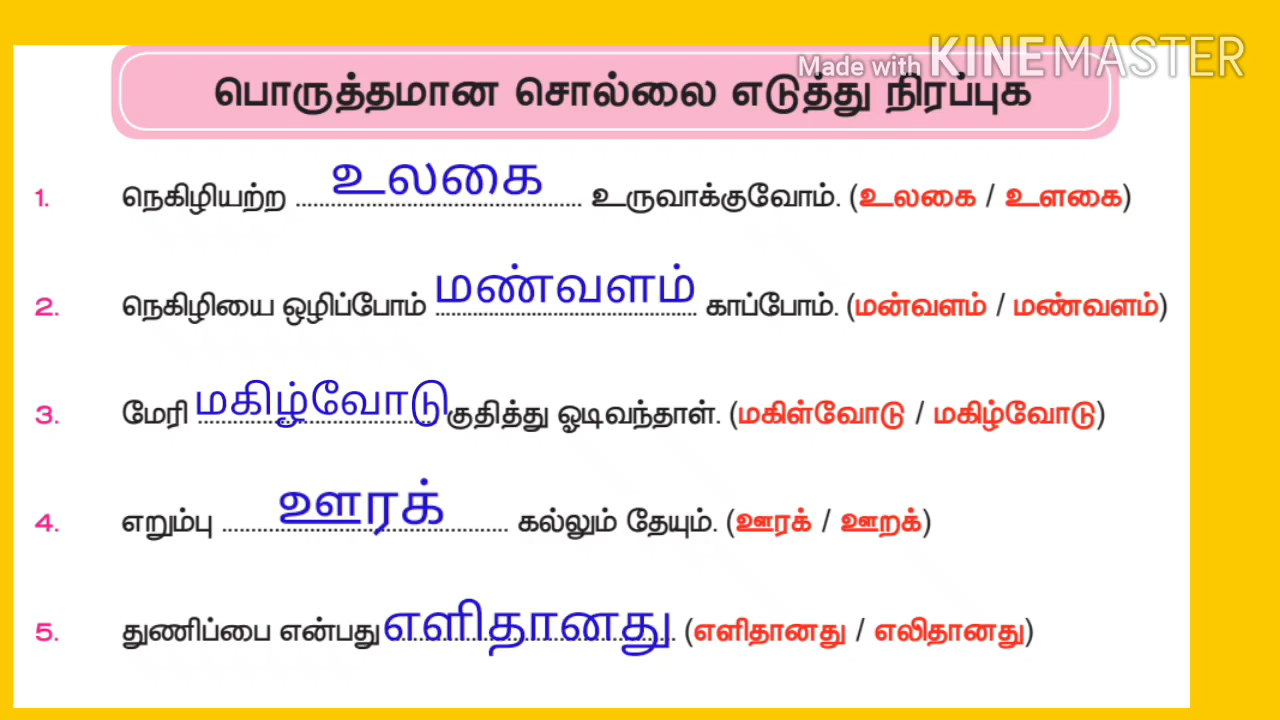 Made with KINEMASTER
பொருத்தமான சொல்லை எடுத்து நிரப்புக
1. நெகிழியற்ற உலகை உருவாக்குவோம். (உலகை / உளகை)
2. நெகிழியை ஒழிப்போம் மண்வளம் காப்போம். (மன்வளம் / மண்வளம்)
3. மேரி மகிழ்வோடு குதித்து ஓடிவந்தாள். (மகிள்வோடு / மகிழ்வோடு)
4. எறும்பு ஊரக் கல்லும் தேயும். (ஊரக் / ஊறக்)
5. துணிப்பை என்பது எளிதானது (எளிதானது / எலிதானது)